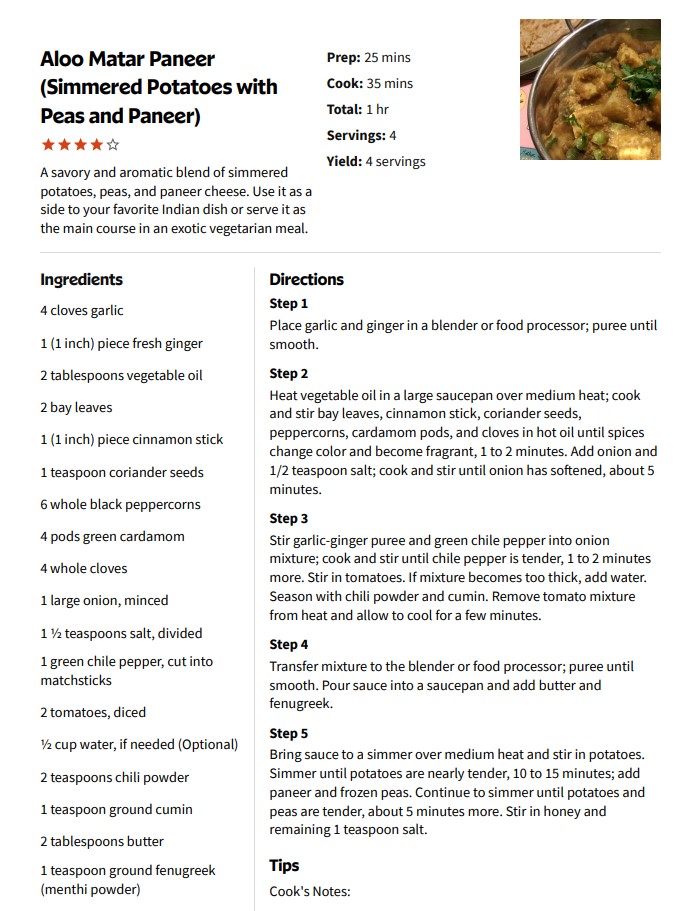 Aloo Matar Paneer
(Simmered Potatoes with
Peas and Paneer)
A savory and aromatic blend of simmered
potatoes, peas, and paneer cheese. Use it as a
side to your favorite Indian dish or serve it as
the main course in an exotic vegetarian meal.
Prep: 25 mins
Cook: 35 mins
Total: 1 hr
Servings: 4
Yield: 4 servings
Ingredients
4 cloves garlic
1 (1 inch) piece fresh ginger
2 tablespoons vegetable oil
2 bay leaves
1 (1 inch) piece cinnamon stick
1 teaspoon coriander seeds
6 whole black peppercorns
4 pods green cardamom
4 whole cloves
1 large onion, minced
1 ½ teaspoons salt, divided
1 green chile pepper, cut into
matchsticks
2 tomatoes, diced
½ cup water, if needed (Optional)
2 teaspoons chili powder
1 teaspoon ground cumin
2 tablespoons butter
1 teaspoon ground fenugreek
(menthi powder)
Directions
Step 1
Place garlic and ginger in a blender or food processor; puree until
smooth.
Step 2
Heat vegetable oil in a large saucepan over medium heat; cook
and stir bay leaves, cinnamon stick, coriander seeds,
peppercorns, cardamom pods, and cloves in hot oil until spices
change color and become fragrant, 1 to 2 minutes. Add onion and
1/2 teaspoon salt; cook and stir until onion has softened, about 5
minutes.
Step 3
Stir garlic-ginger puree and green chile pepper into onion
mixture; cook and stir until chile pepper is tender, 1 to 2 minutes
more. Stir in tomatoes. If mixture becomes too thick, add water.
Season with chili powder and cumin. Remove tomato mixture
from heat and allow to cool for a few minutes.
Step 4
Transfer mixture to the blender or food processor; puree until
smooth. Pour sauce into a saucepan and add butter and
fenugreek.
Step 5
Bring sauce to a simmer over medium heat and stir in potatoes.
Simmer until potatoes are nearly tender, 10 to 15 minutes; add
paneer and frozen peas. Continue to simmer until potatoes and
peas are tender, about 5 minutes more. Stir in honey and
remaining 1 teaspoon salt.
Tips
Cook's Notes: